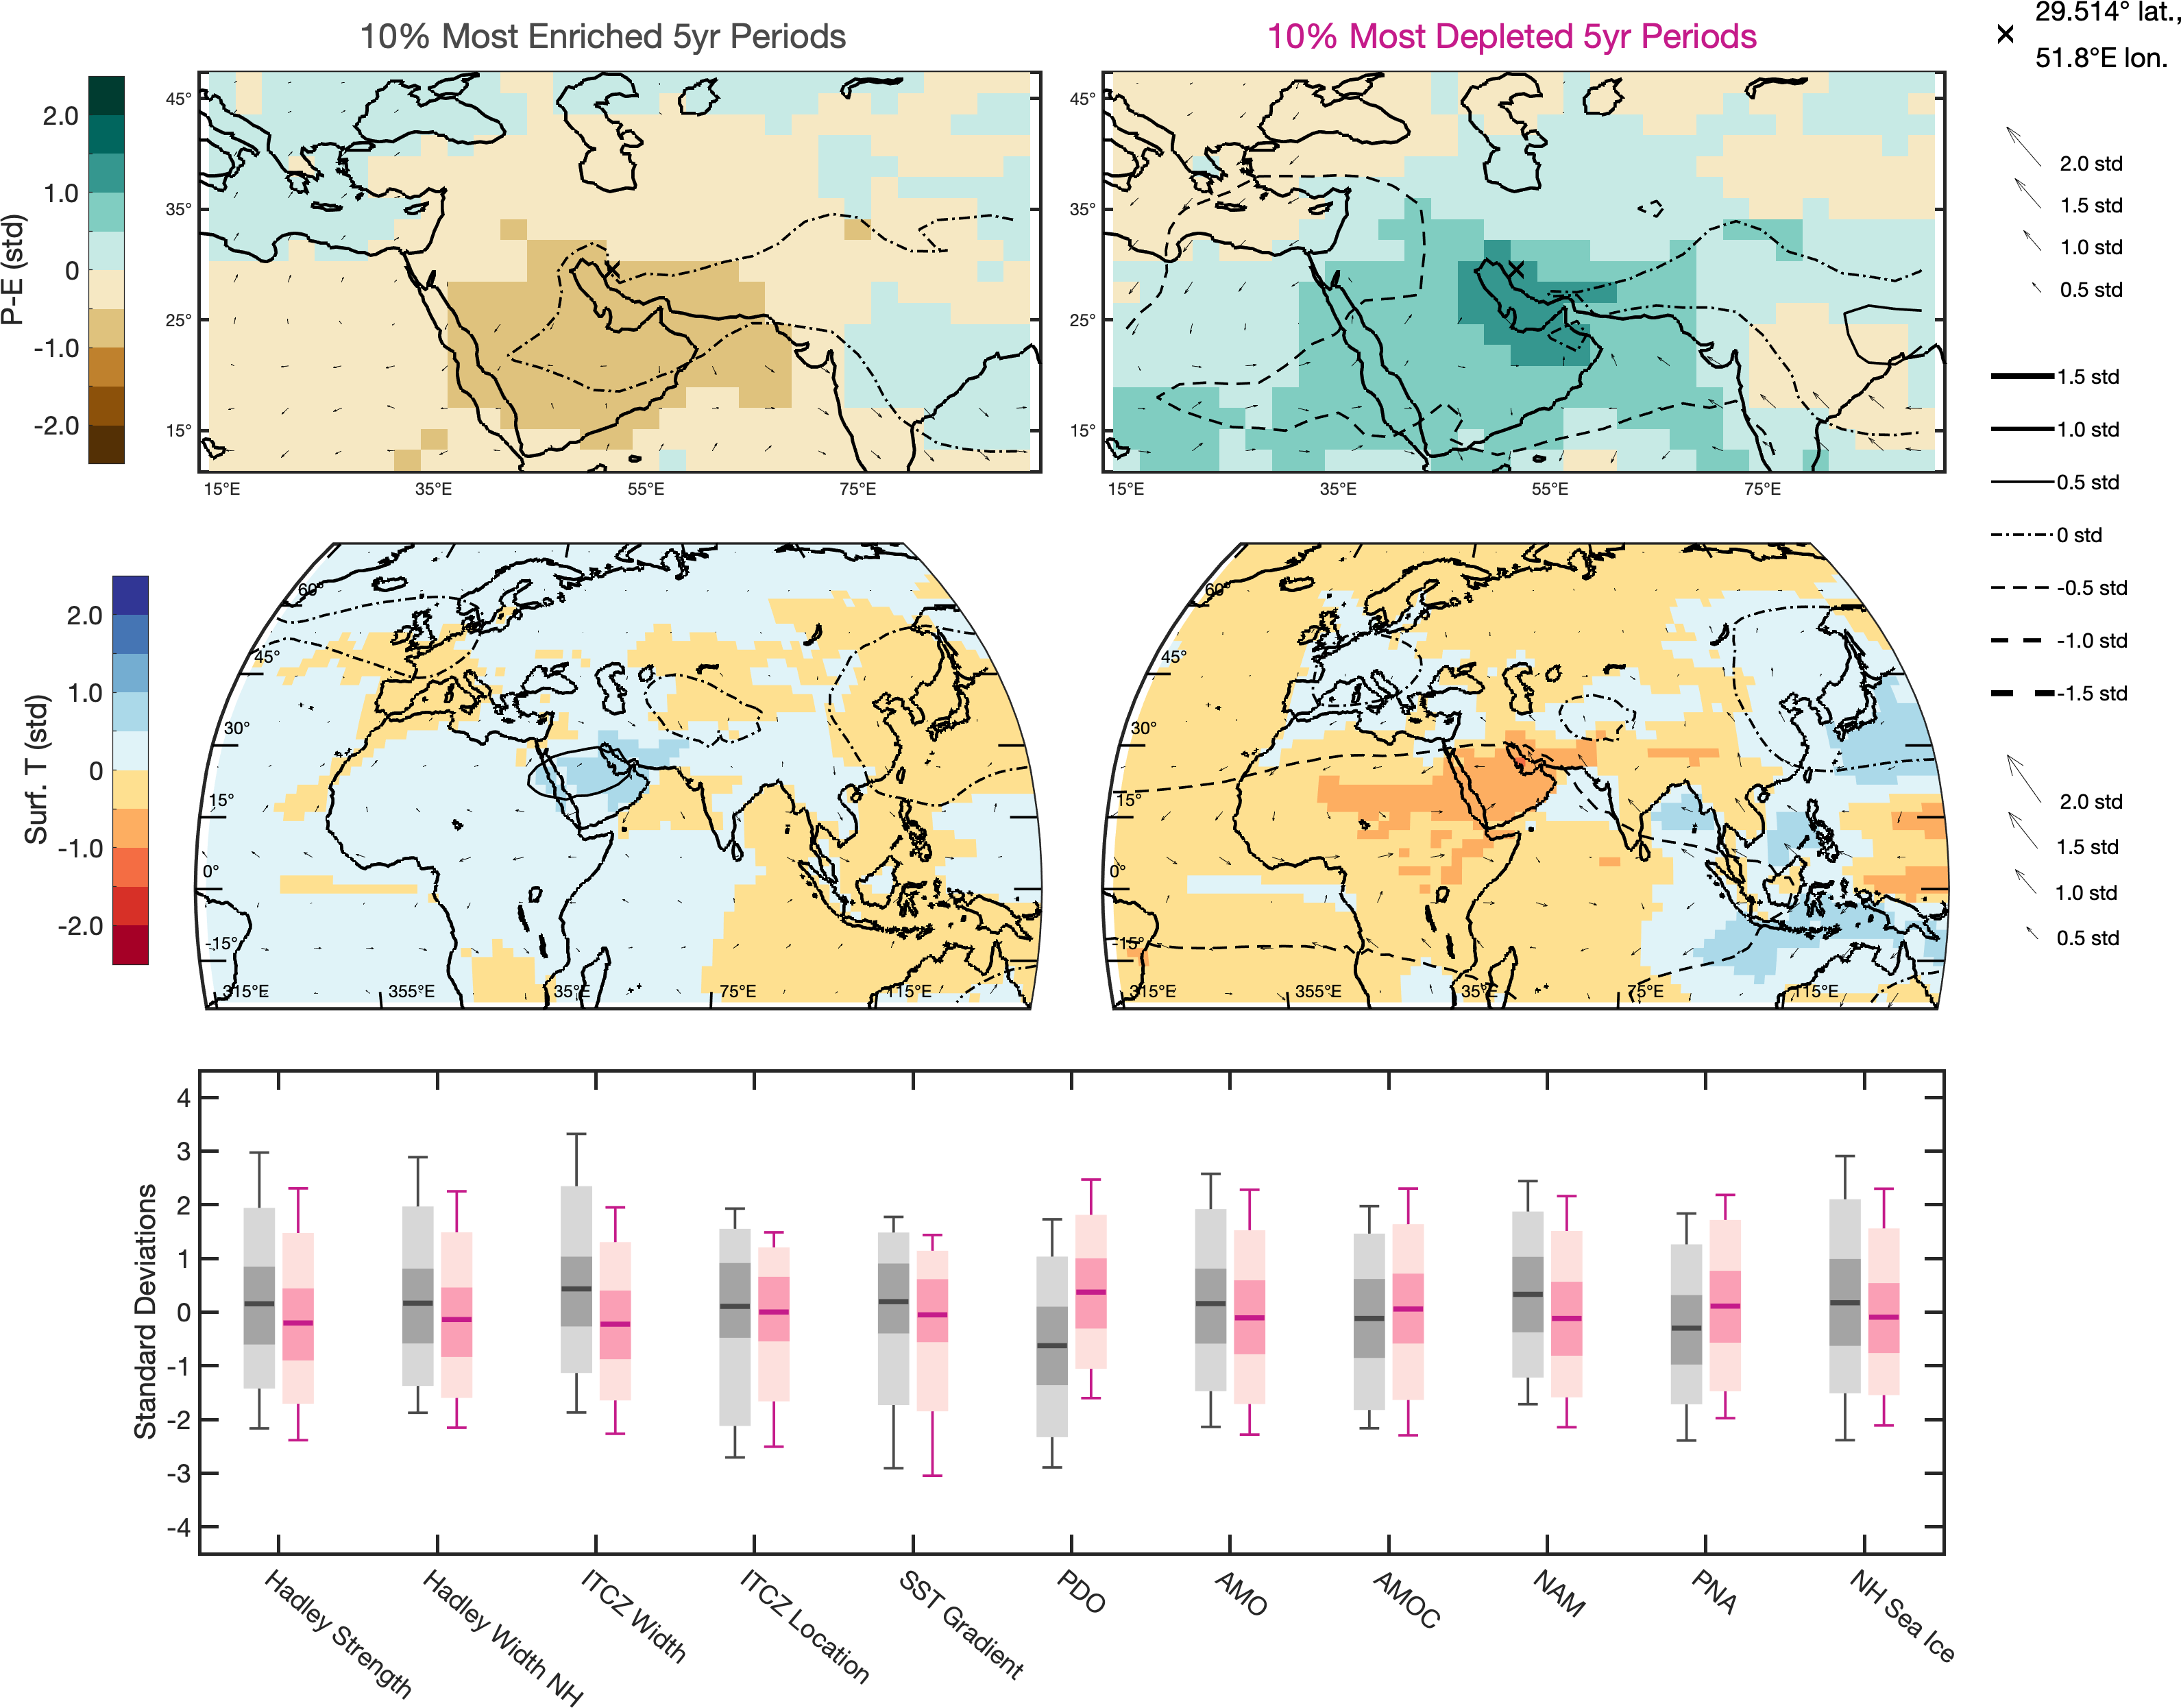 10% Most Enriched 5yr Periods
10% Most Depleted 5yr Periods
29.514° lat.,
51.8°E lon.
P-E (std)
2.0
1.0
0
-1.0
-2.0
45°
35°
25°
15°
15°E 35°E 55°E 75°E
45°
35°
25°
15°
15°E 35°E 55°E 75°E
2.0 std
1.5 std
1.0 std
0.5 std
1.5 std
1.0 std
0.5 std
0 std
-0.5 std
-1.0 std
-1.5 std
Surf. T (std)
2.0
1.0
0
-1.0
-2.0
60°
45°
30°
15°
0°
-15°
315°E 355°E 35°E 75°E 115°E
60°
45°
30°
15°
0°
-15°
315°E 355°E 35°E 75°E 115°E
2.0 std
1.5 std
1.0 std
0.5 std
Standard Deviations
4
3
2
1
0
-1
-2
-3
-4
Hadley Strength
Hadley Width NH
ITCZ Width
ITCZ Location
SST Gradient
PDO
AMO
AMOC
NAM
PNA
NH Sea Ice